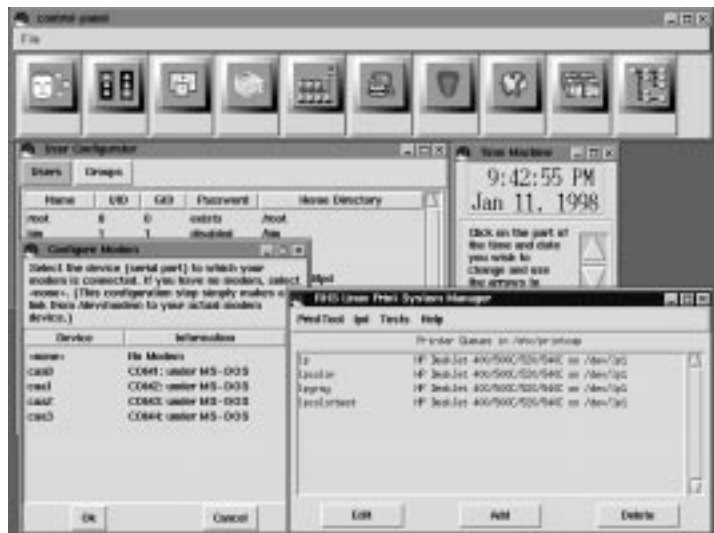 control-panel
File
User Configurator
Users Groups
Name UID GID Password Home Directory
root 0 0 exists /root
bin 1 1 disabled /bin
Time Machine
9:42:55 PM
Jan 11, 1998
Click on the part of
the time and date
you wish to
change and use
the arrows to
Configure Modem
Select the device (serial port) to which your
modem is connected. If you have no modem, select
<none>. (This configuration step simply makes a
link from /dev/modem to your actual modem
device.)
Device Information
<none> No Modem
cua0 COM1: under MS-DOS
cua1 COM2: under MS-DOS
cua2 COM3: under MS-DOS
cua3 COM4: under MS-DOS
Ok Cancel
RHS Linux Print System Manager
PrintTool lpd Tests Help
Printer Queues in /etc/printcap
lp HP DeskJet 400/500C/520/540C on /dev/lp1
lpcolor HP DeskJet 400/500C/520/540C on /dev/lp1
lpgray HP DeskJet 400/500C/520/540C on /dev/lp1
lpcolorbest HP DeskJet 400/500C/520/540C on /dev/lp1
Edit Add Delete